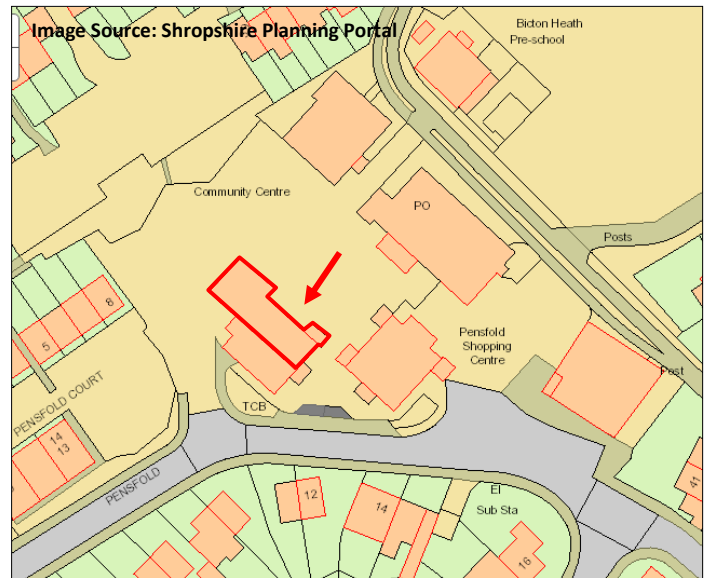 Image Source: Shropshire Planning Portal
Bicton Heath
Pre-school
Community Centre
PO
Posts
8
5
Pensfold
Shopping
Centre
Post
PENSFOLD COURT
TCB
14
13
PENSFOLD
12
14
El
Sub Sta
41
16